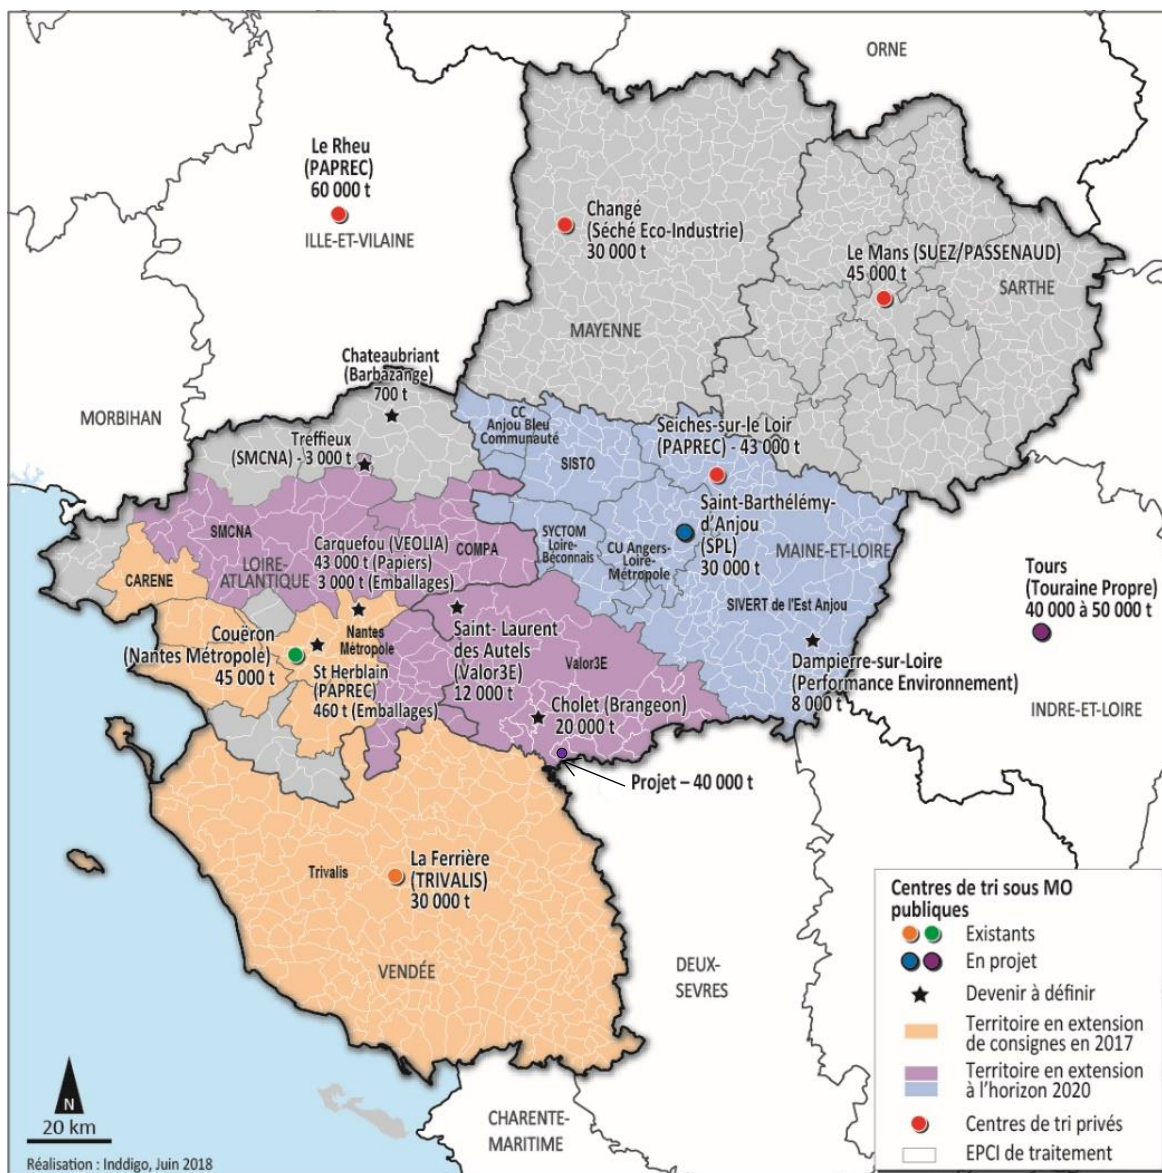 ORNE
Le Rheu
(PAPREC)
60 000 t
ILLE-ET-VILAINE
Changé
(Séché Eco-Industrie)
30 000 t
Le Mans (SUEZ/PASSENAUD)
45 000 t
SARTHE
MAYENNE
Chateaubriant
(Barbazange)
700 t
MORBIHAN
CC
Anjou Bleu
Communauté
Seiches-sur-le Loir
(PAPREC) - 43 000 t
Treffieux
(SMCNA) - 3 000 t
SISTO
Saint-Barthélémy-
d'Anjou
(SPL)
30 000 t
SMCNA
Carquefou (VEOLIA)
43 000 t (Papiers)
3 000 t (Emballages)
COMPA
SYCTOM
Loire-
Béconnais
CU Angers-
Loire-
Métropole
MAINE-ET-LOIRE
LOIRE-
ATLANTIQUE
CARENE
Tours
(Touraine Propre)
40 000 à 50 000 t
SIVERT de l'Est Anjou
Couëron
(Nantes Métropole)
45 000 t
Nantes
Métropole
Saint- Laurent
des Autels
(Valor3E)
12 000 t
Valor3E
St Herblain
(PAPREC)
460 t (Emballages)
Dampierre-sur-Loire
(Performance Environnement)
8 000 t
Cholet (Brangeon)
20 000 t
INDRE-ET-LOIRE
Projet – 40 000 t
La Ferrière
(TRIVALIS)
30 000 t
Trivalis
VENDÉE
DEUX-
SEVRES
CHARENTE-
MARITIME
Centres de tri sous MO
publiques
Existants
En projet
Devenir à définir
Territoire en extension
de consignes en 2017
Territoire en extension
à l'horizon 2020
Centres de tri privés
EPCI de traitement
N
20 km
Réalisation : Inddigo, Juin 2018